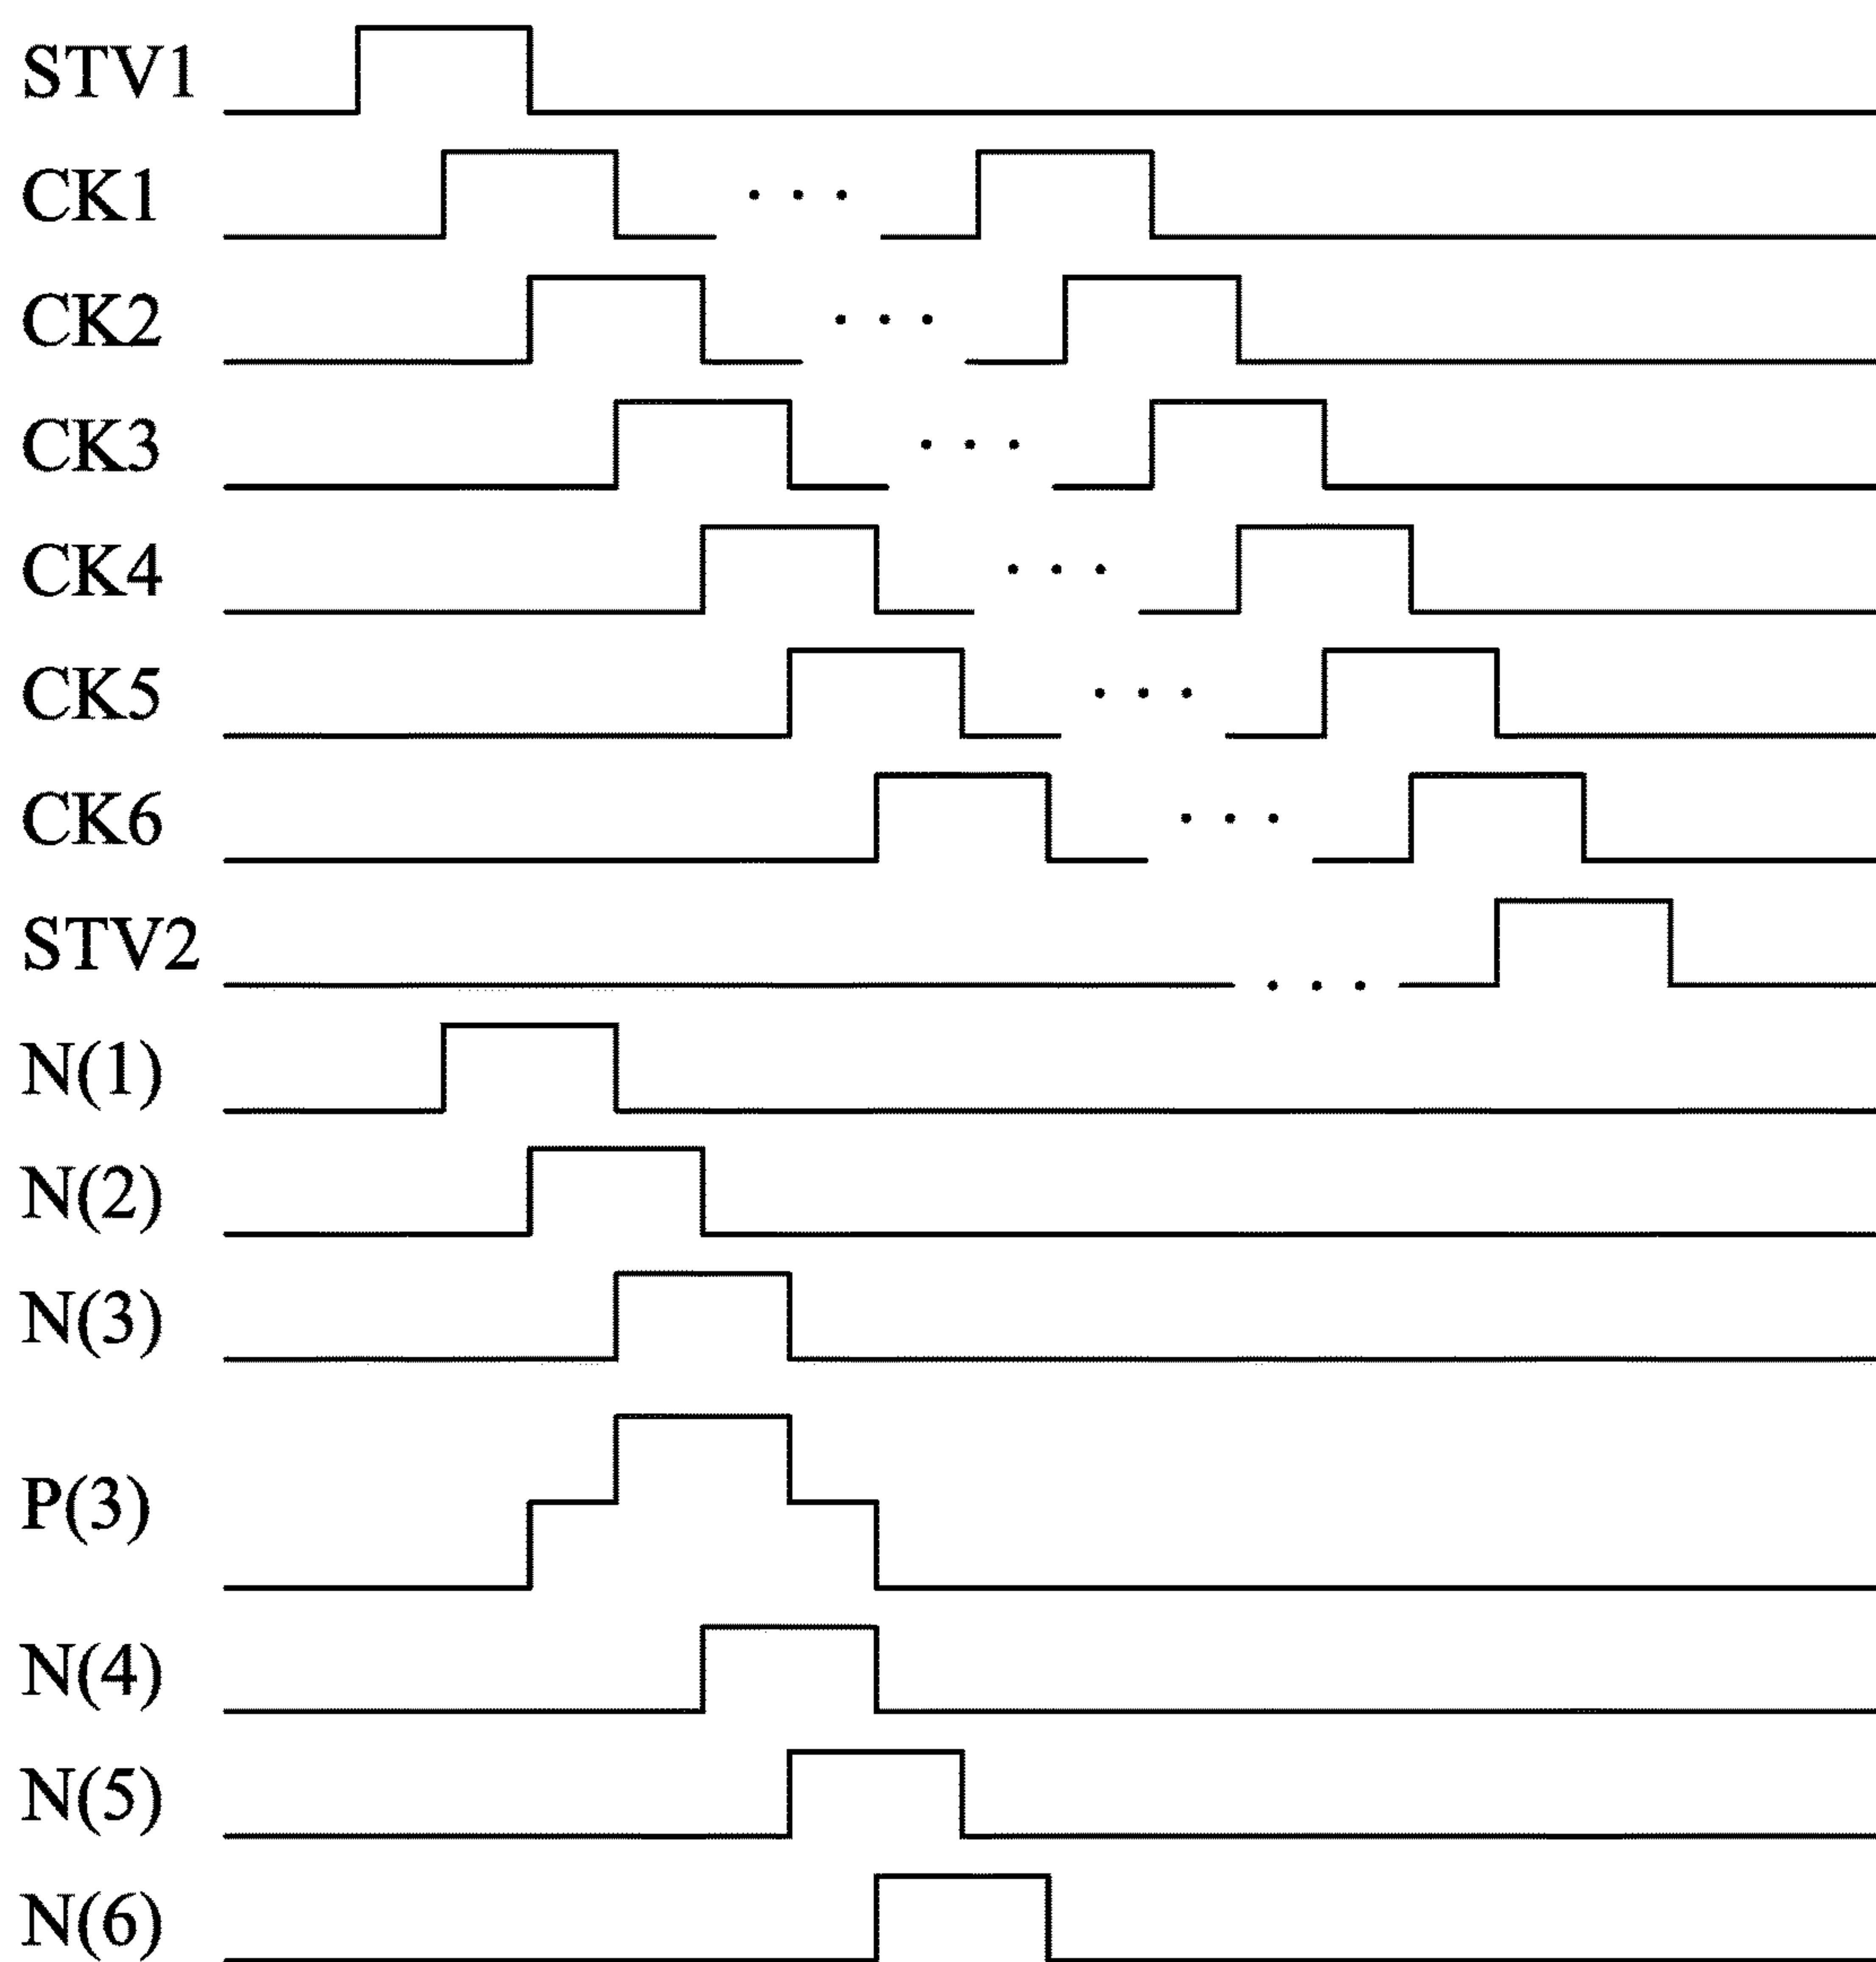 STV1
CK1
CK2
CK3
CK4
CK5
CK6
STV2
N(1)
N(2)
N(3)
P(3)
N(4)
N(5)
N(6)